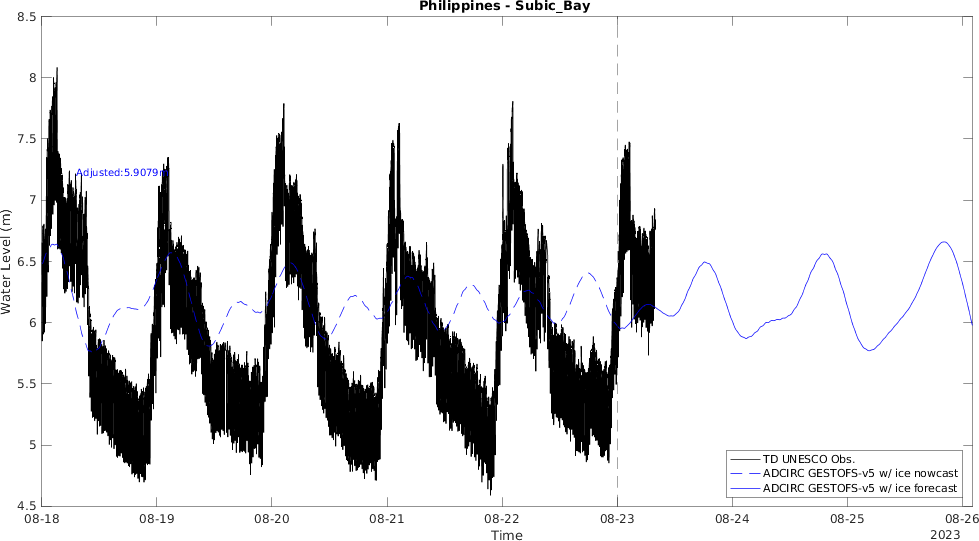 Philippines - Subic_Bay
8.5
8
7.5
7
6.5
6
5.5
5
4.5
Water Level (m)
Adjusted:5.9079m
TD UNESCO Obs.
ADCIRC GESTOFS-v5 w/ ice nowcast
ADCIRC GESTOFS-v5 w/ ice forecast
08-18 08-19 08-20 08-21 08-22 08-23 08-24 08-25 08-26
Time
2023